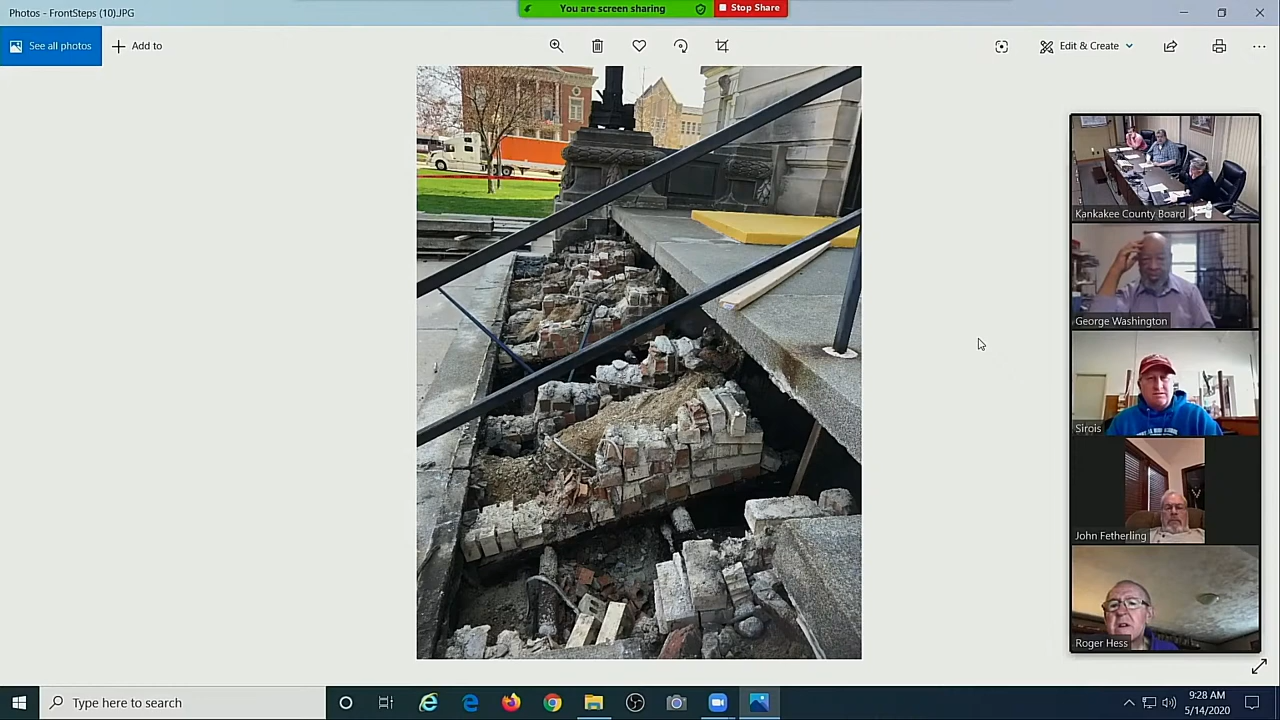 Photos - FrontSteps (10).JPG
You are screen sharing
Stop Share
See all photos
Add to
Edit & Create
Kankakee County Board
George Washington
Sirois
John Fetherling
Roger Hess
Type here to search
9:28 AM
5/14/2020